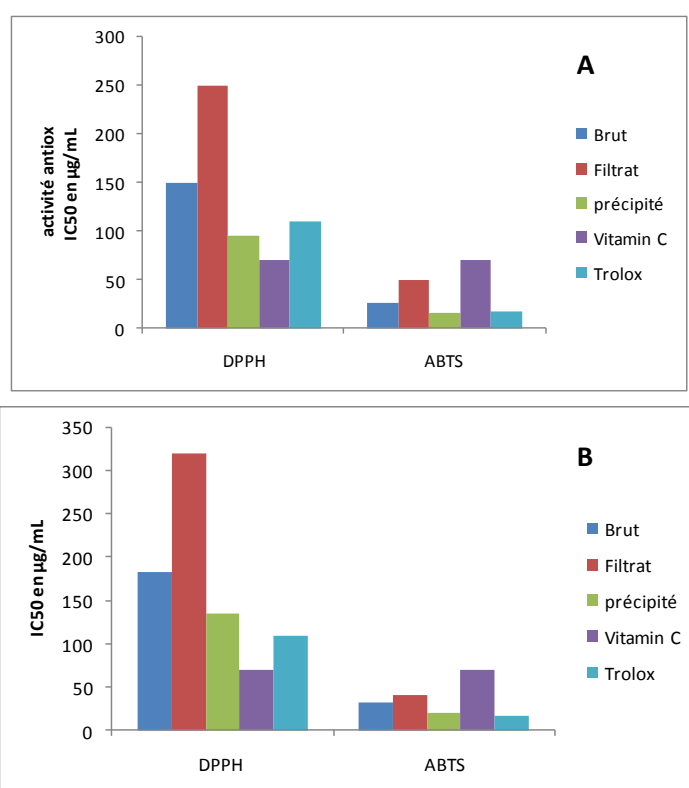 300
250
200
150
100
50
0
activité antiox
IC50 en µg/mL
DPPH
ABTS
A
Brut
Filtrat
précipité
Vitamin C
Trolox
350
300
250
200
150
100
50
0
IC50 en µg/mL
DPPH
ABTS
B
Brut
Filtrat
précipité
Vitamin C
Trolox